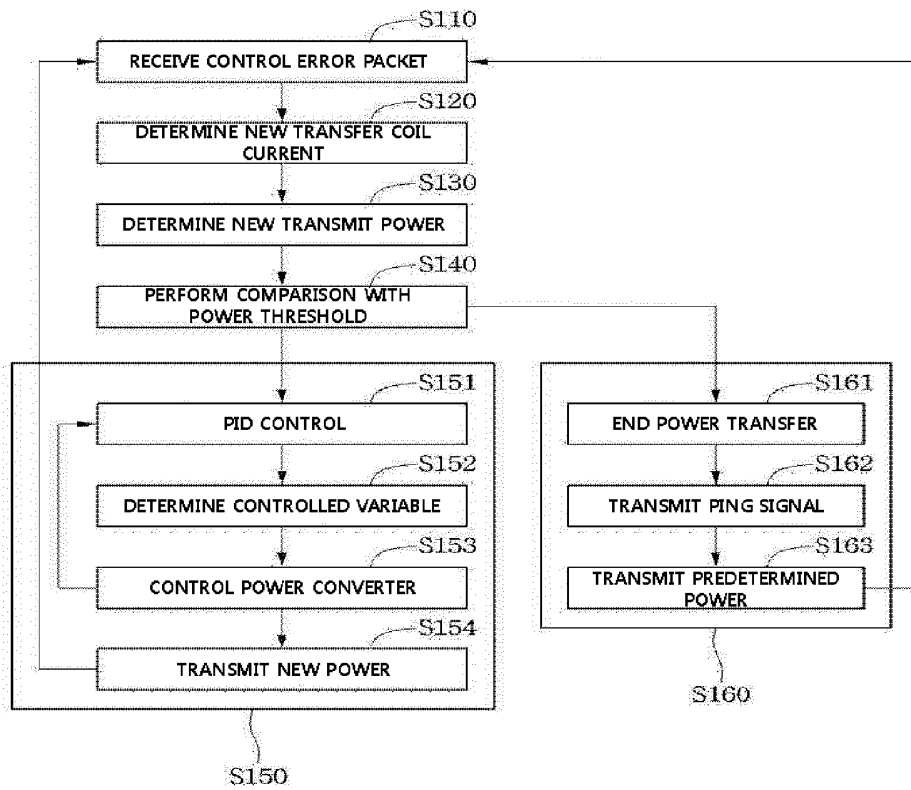 S110
RECEIVE CONTROL ERROR PACKET
S120
DETERMINE NEW TRANSFER COIL
CURRENT
S130
DETERMINE NEW TRANSMIT POWER
S140
PERFORM COMPARISON WITH
POWER THRESHOLD
S151
PID CONTROL
S152
DETERMINE CONTROLLED VARIABLE
S153
CONTROL POWER CONVERTER
S154
TRANSMIT NEW POWER
S150
S161
END POWER TRANSFER
S162
TRANSMIT PING SIGNAL
S163
TRANSMIT PREDETERMINED
POWER
S160